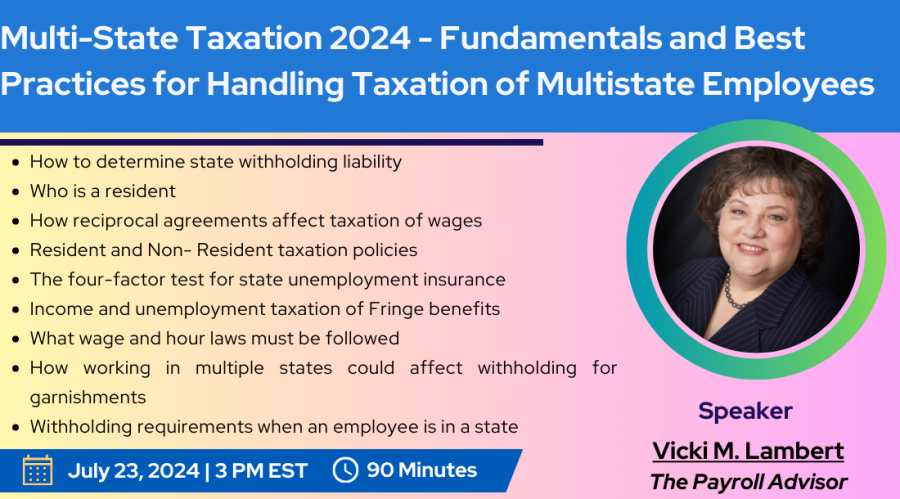 Multi-State Taxation 2024 - Fundamentals and Best
Practices for Handling Taxation of Multistate Employees
• How to determine state withholding liability
• Who is a resident
• How reciprocal agreements affect taxation of wages
• Resident and Non- Resident taxation policies
• The four-factor test for state unemployment insurance
• Income and unemployment taxation of Fringe benefits
• What wage and hour laws must be followed
• How working in multiple states could affect withholding for
garnishments
• Withholding requirements when an employee is in a state
July 23, 2024 | 3 PM EST
90 Minutes
Speaker
Vicki M. Lambert
The Payroll Advisor